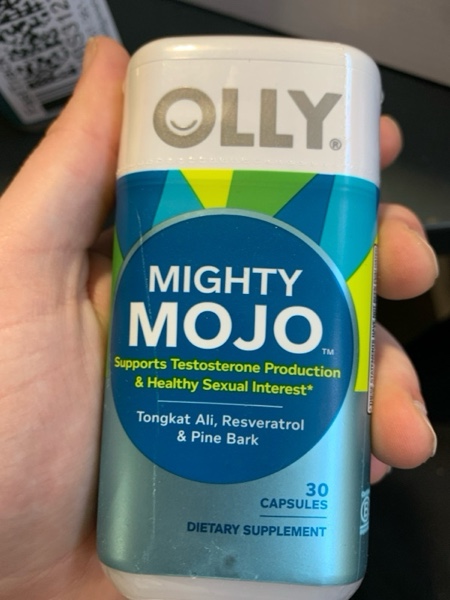 OLLY®
MIGHTY
MOJO™
Supports Testosterone Production
& Healthy Sexual Interest*
Tongkat Ali, Resveratrol
& Pine Bark
30
CAPSULES
DIETARY SUPPLEMENT